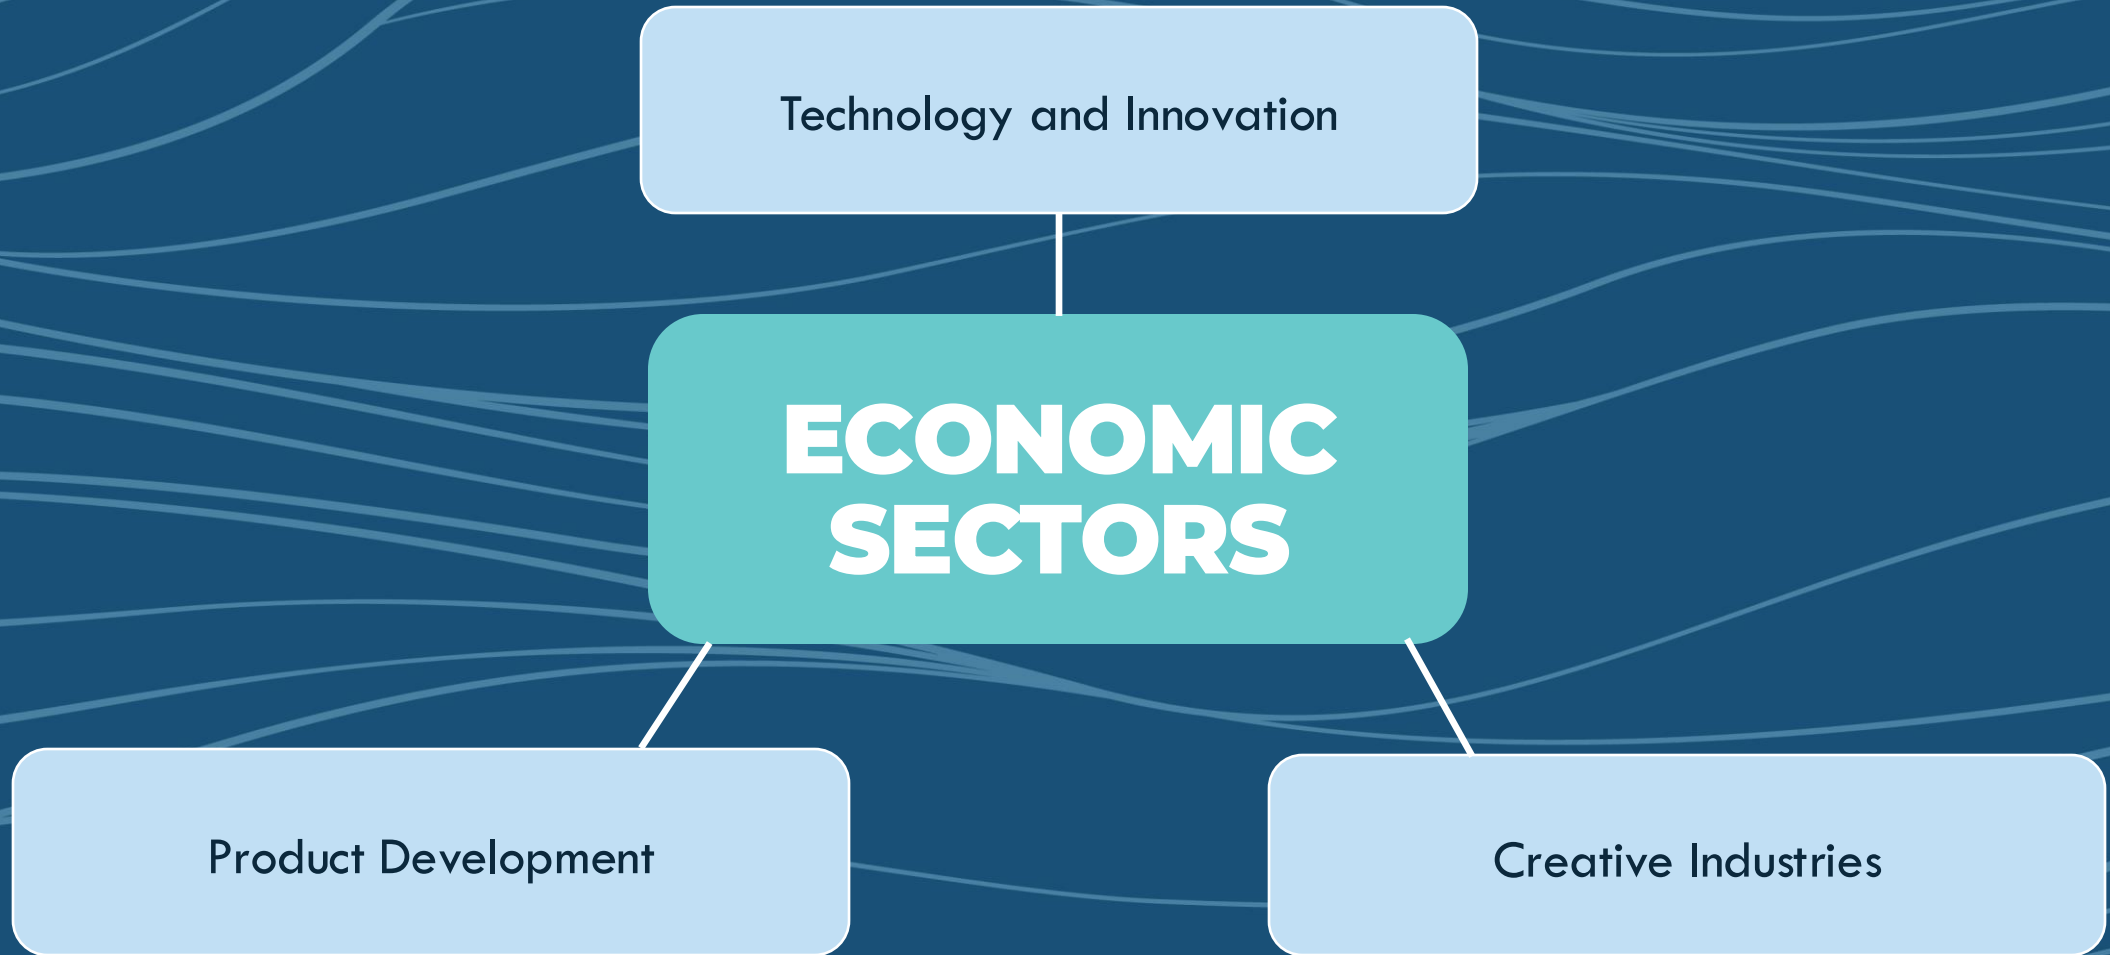 Technology and Innovation
ECONOMIC
SECTORS
Product Development
Creative Industries